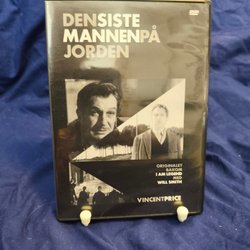 DENSISTE
MANNENPÅ
JORDEN
ORIGINALET
BAKOM
I AM LEGEND
MED
WILL SMITH
VINCENTPRICE